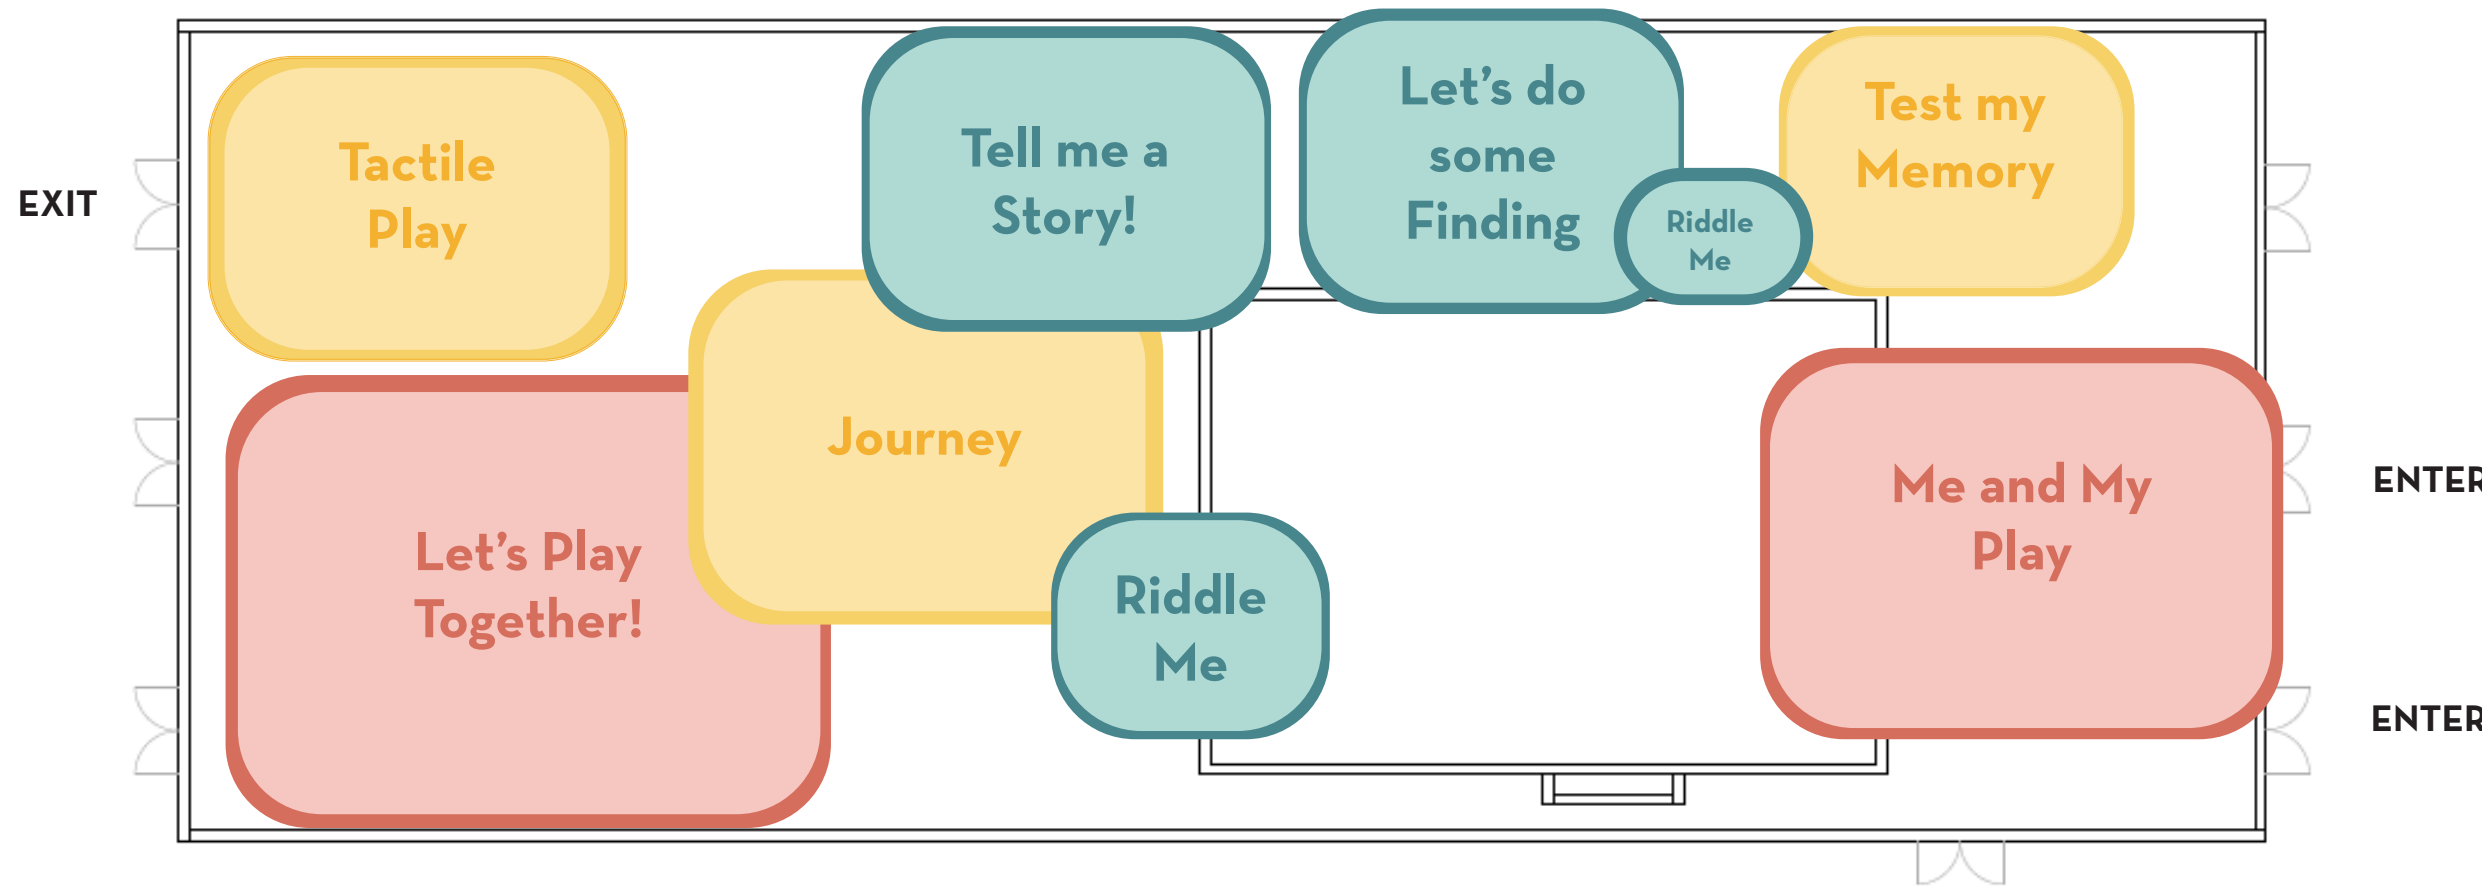 EXIT
Tactile
Play
Tell me a
Story!
Let's do
some
Finding
Riddle
Me
Test my
Memory
Journey
Let's Play
Together!
Riddle
Me
Me and My
Play
ENTER
ENTER